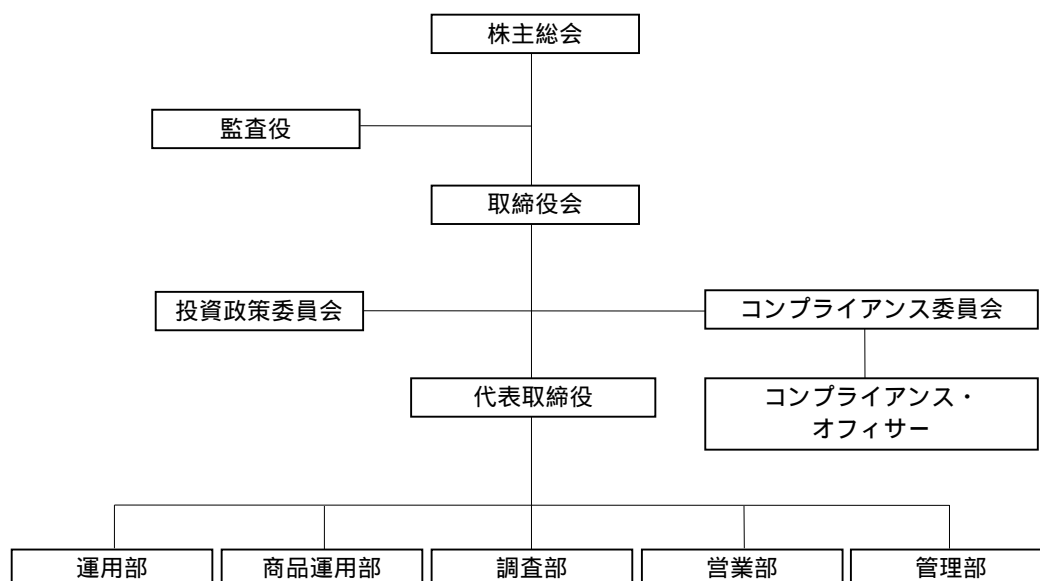 株主総会
監査役
取締役会
投資政策委員会
コンプライアンス委員会
代表取締役
コンプライアンス・
オフィサー
運用部
商品運用部
調査部
営業部
管理部